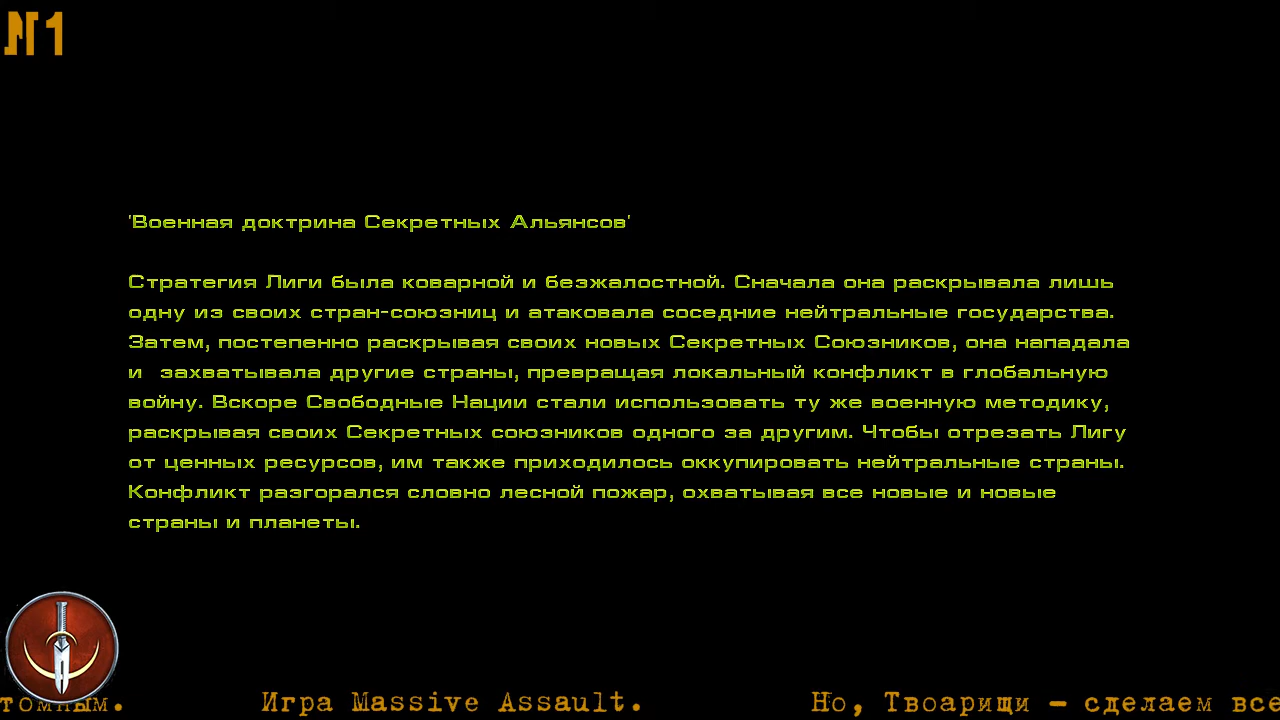 №1
'Военная доктрина Секретных Альянсов'
Стратегия Лиги была коварной и безжалостной. Сначала она раскрывала лишь
одну из своих стран-союзниц и атаковала соседние нейтральные государства.
Затем, постепенно раскрывая своих новых Секретных Союзников, она нападала
и захватывала другие страны, превращая локальный конфликт в глобальную
войну. Вскоре Свободные Нации стали использовать ту же военную методику,
раскрывая своих Секретных союзников одного за другим. Чтобы отрезать Лигу
от ценных ресурсов, им также приходилось оккупировать нейтральные страны.
Конфликт разгорался словно лесной пожар, охватывая все новые и новые
страны и планеты.
томным. Игра Massive Assault. Но, Твоарищи - сделаем все